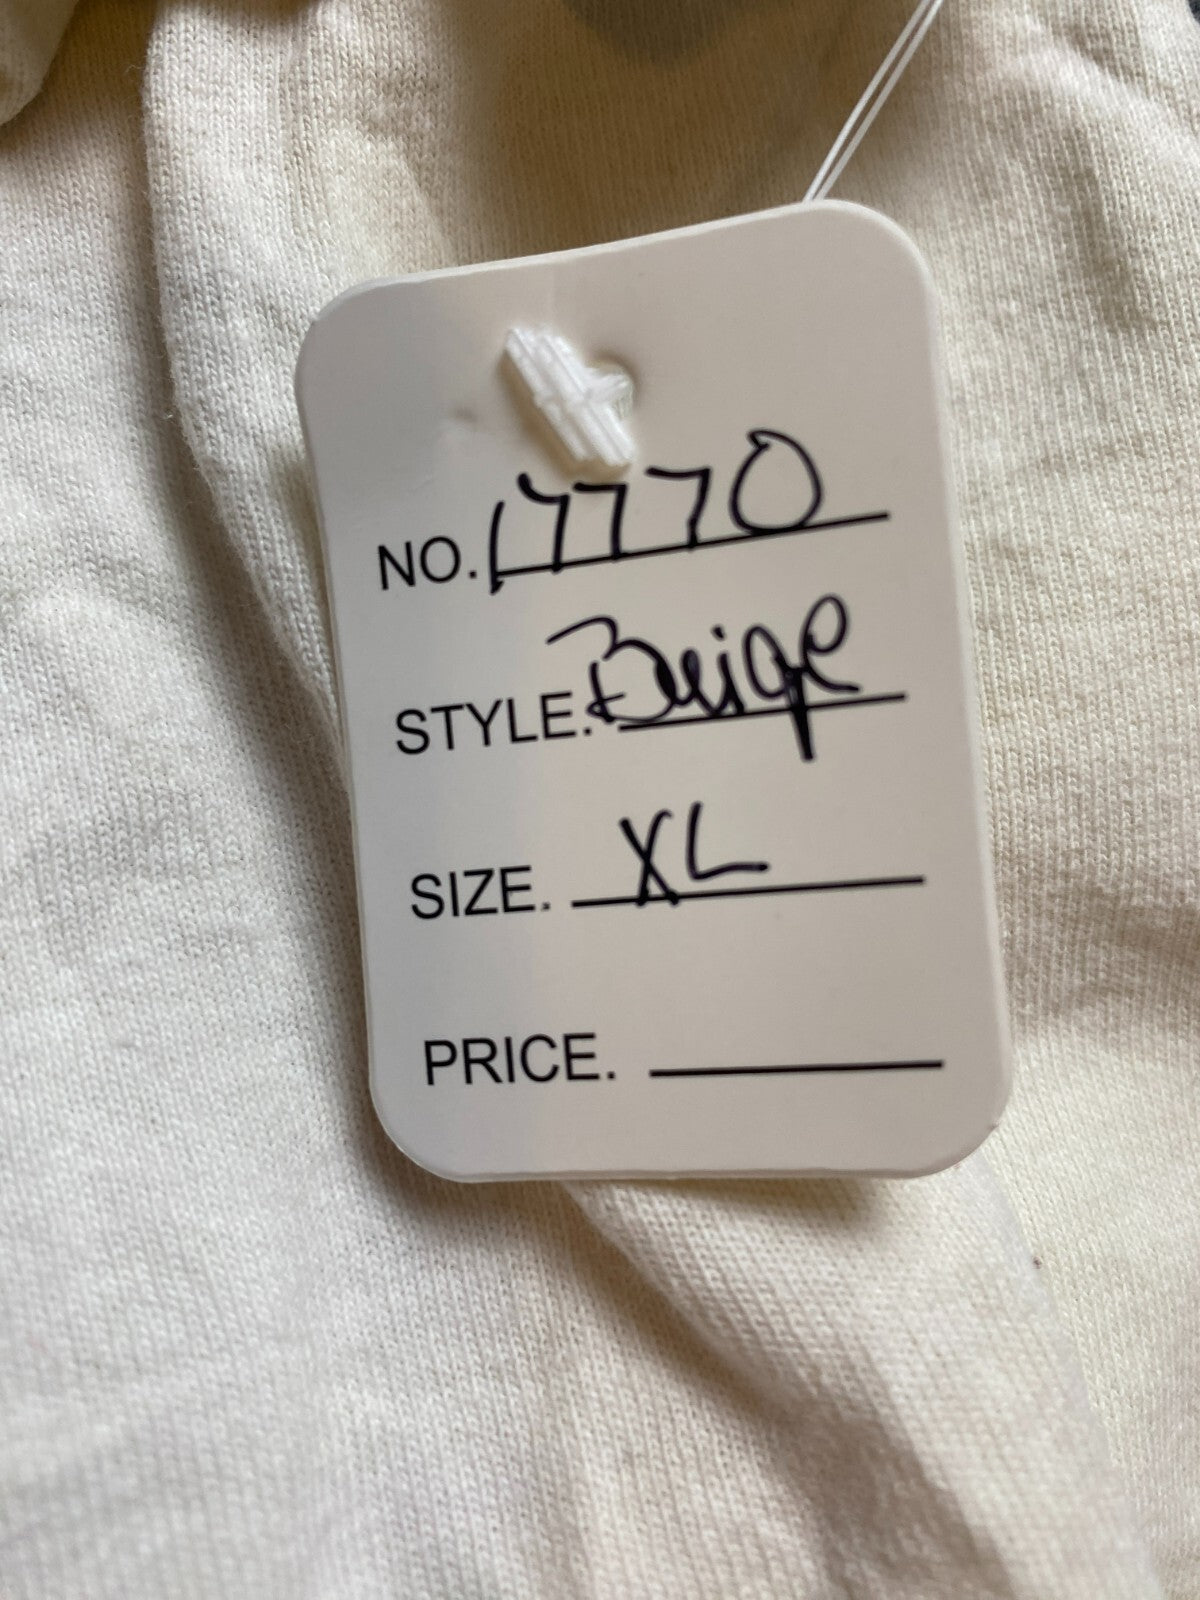 NO. 17770
STYLE. Beige
SIZE. XL
PRICE.